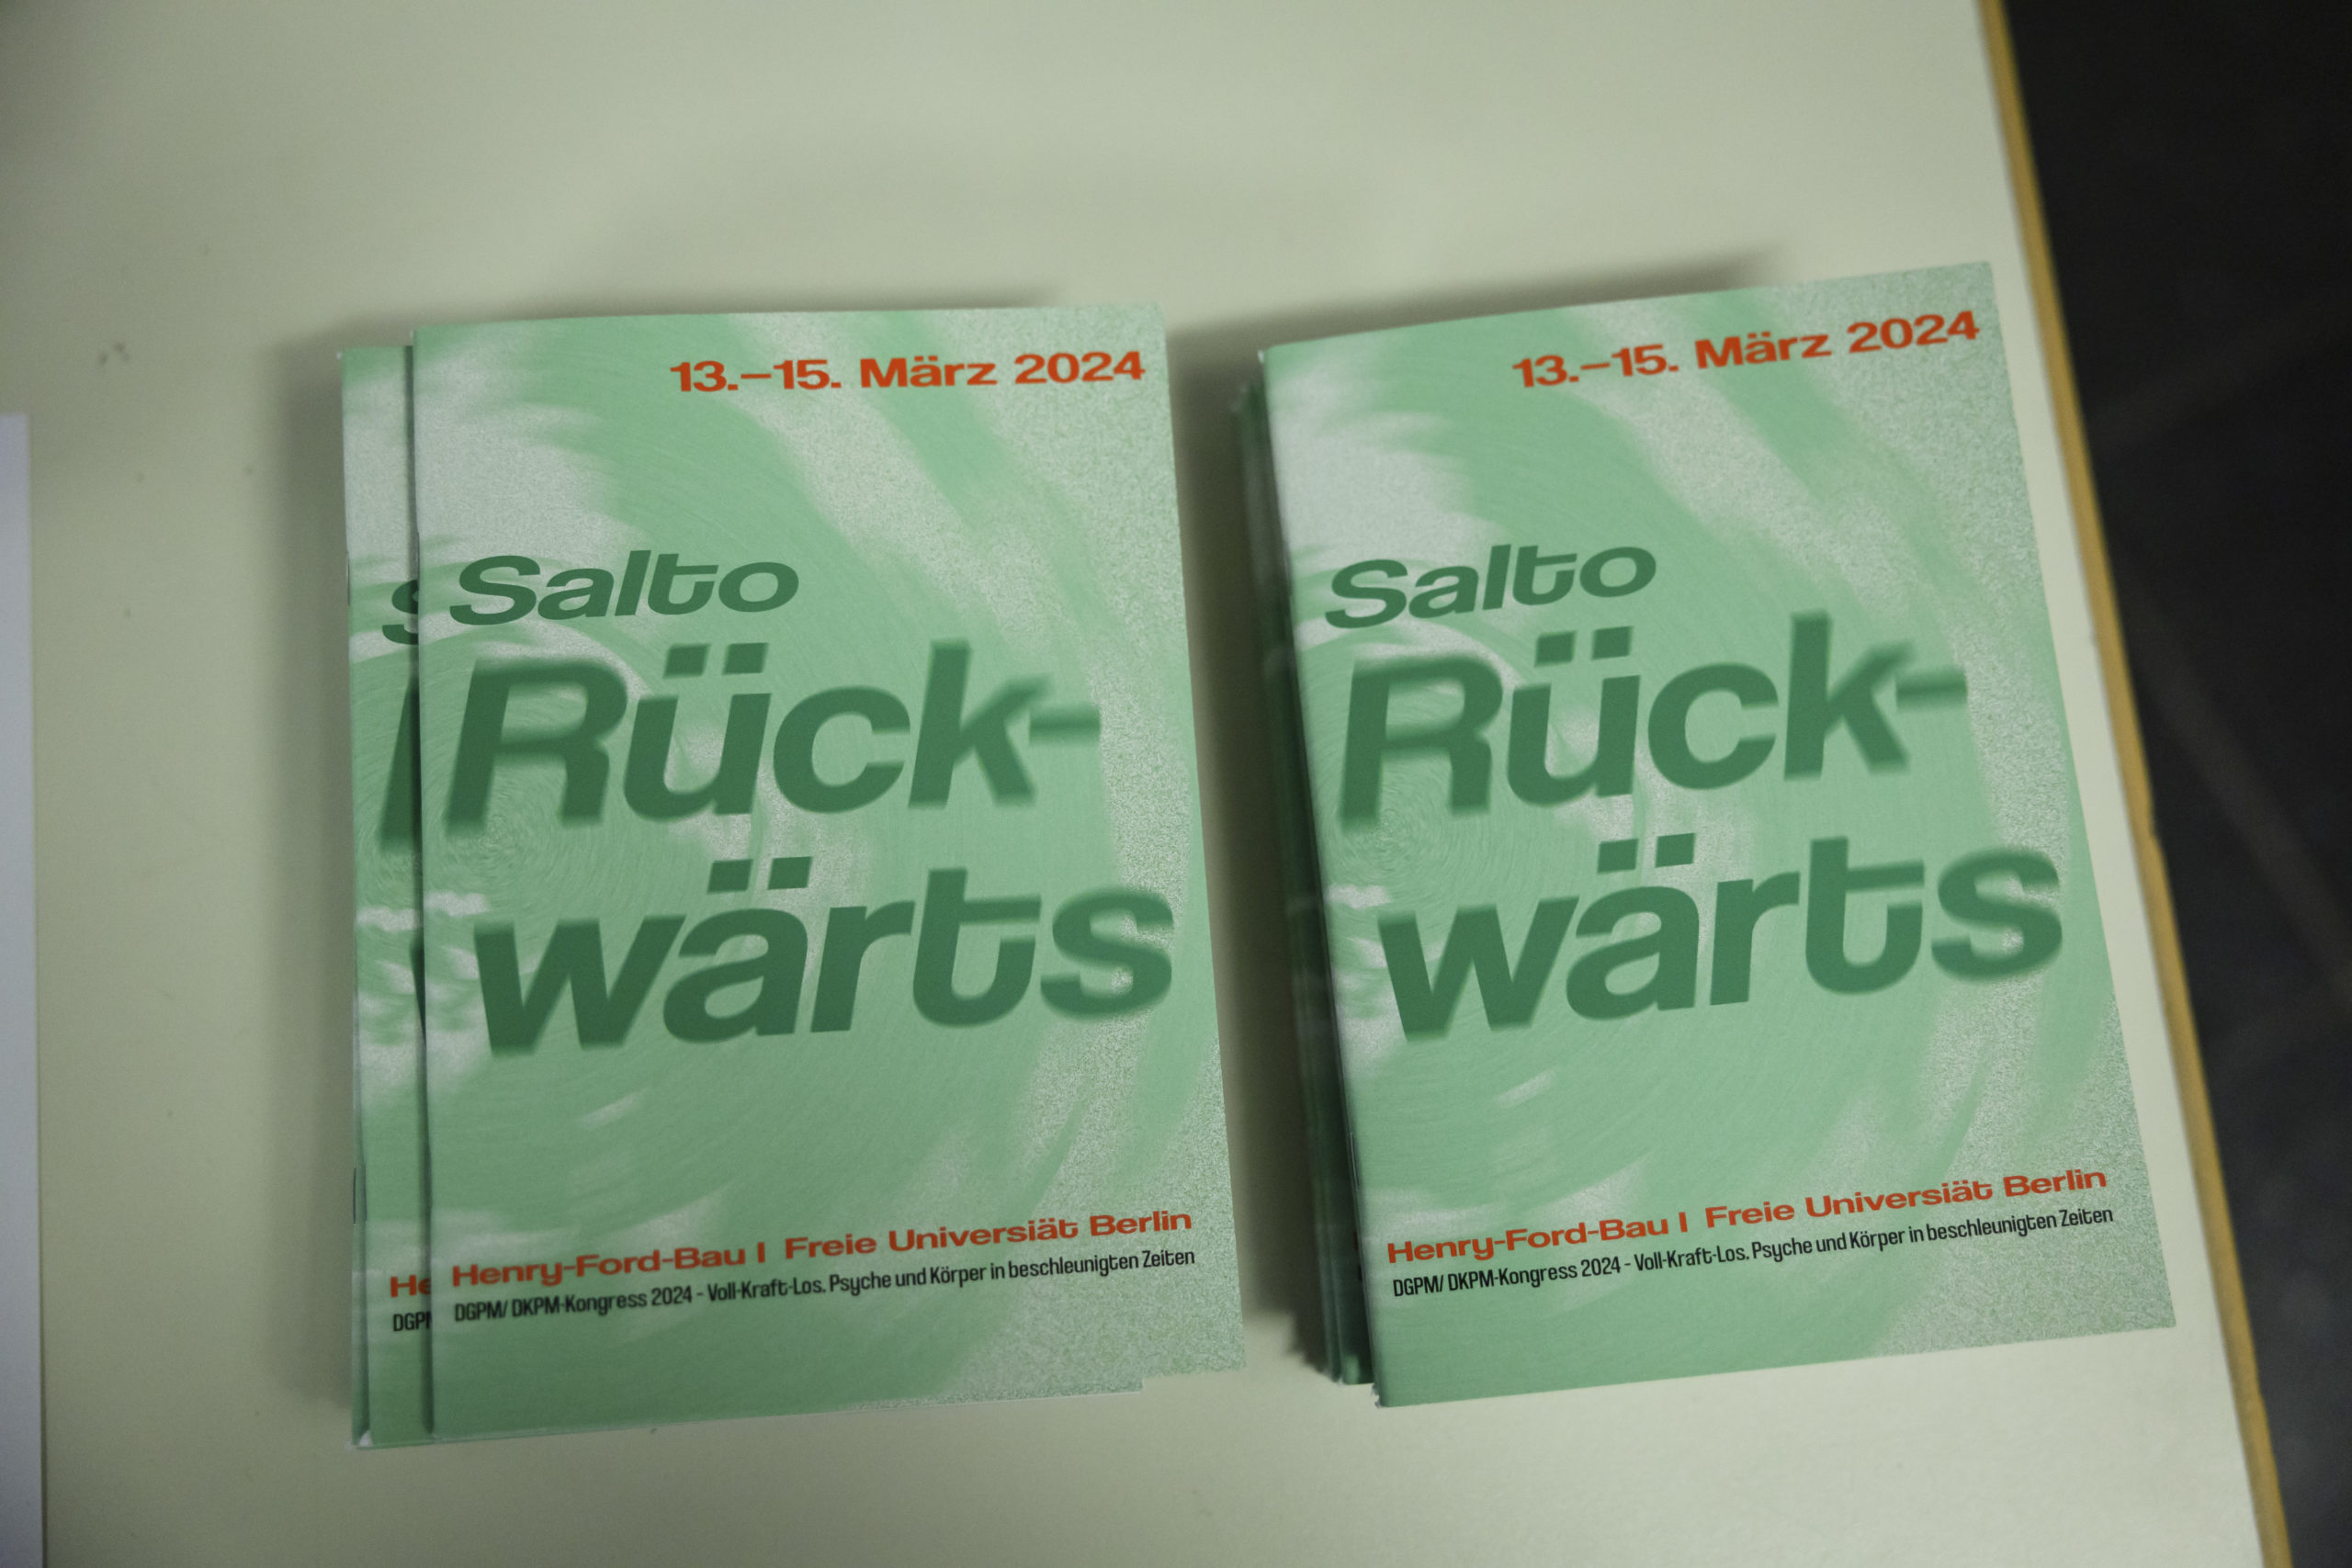 13.–15. März 2024
Salto
Rück-
wärts
Henry-Ford-Bau I Freie Universiät Berlin
DGPM/ DKPM-Kongress 2024 - Voll-Kraft-Los. Psyche und Körper in beschleunigten Zeiten
S
He
DGPM
13.–15. März 2024
Salto
Rück-
wärts
Henry-Ford-Bau I Freie Universiät Berlin
DGPM/ DKPM-Kongress 2024 - Voll-Kraft-Los. Psyche und Körper in beschleunigten Zeiten